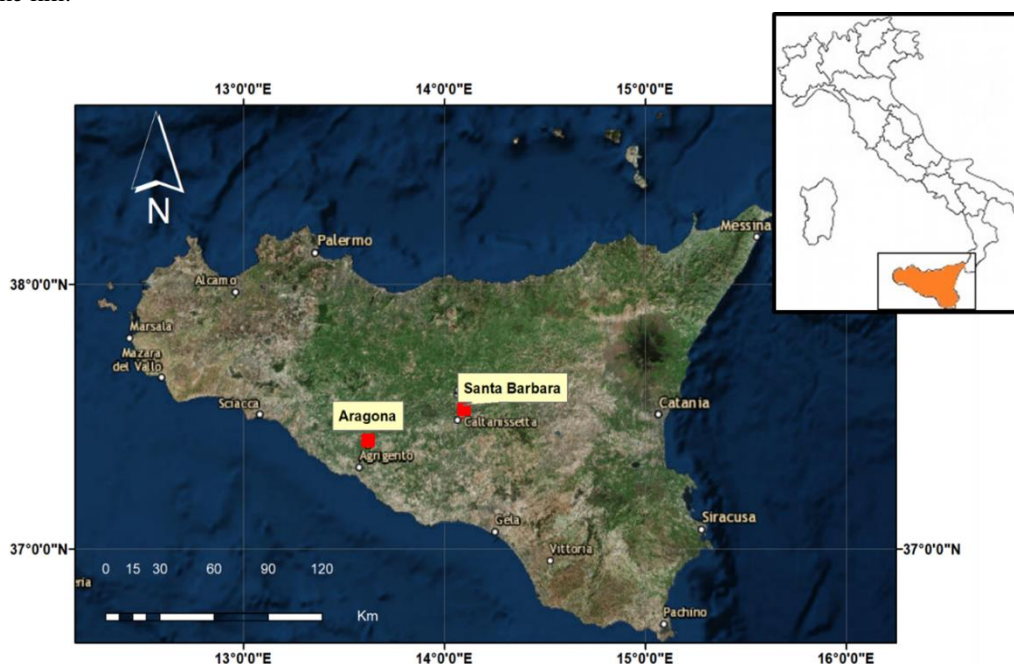 13°0'0"E 14°0'0"E 15°0'0"E
N
Messina
Palermo
38°0'0"N
Alcamo
Marsala
Mazara
del Vallo
Santa Barbara
Sciacca
Aragona
Caltanissetta
Catania
Agrigento
Siracusa
Gela
37°0'0"N 37°0'0"N
Vittoria
0 15 30 60 90 120
Km
Pachino
13°0'0"E 14°0'0"E 15°0'0"E 16°0'0"E